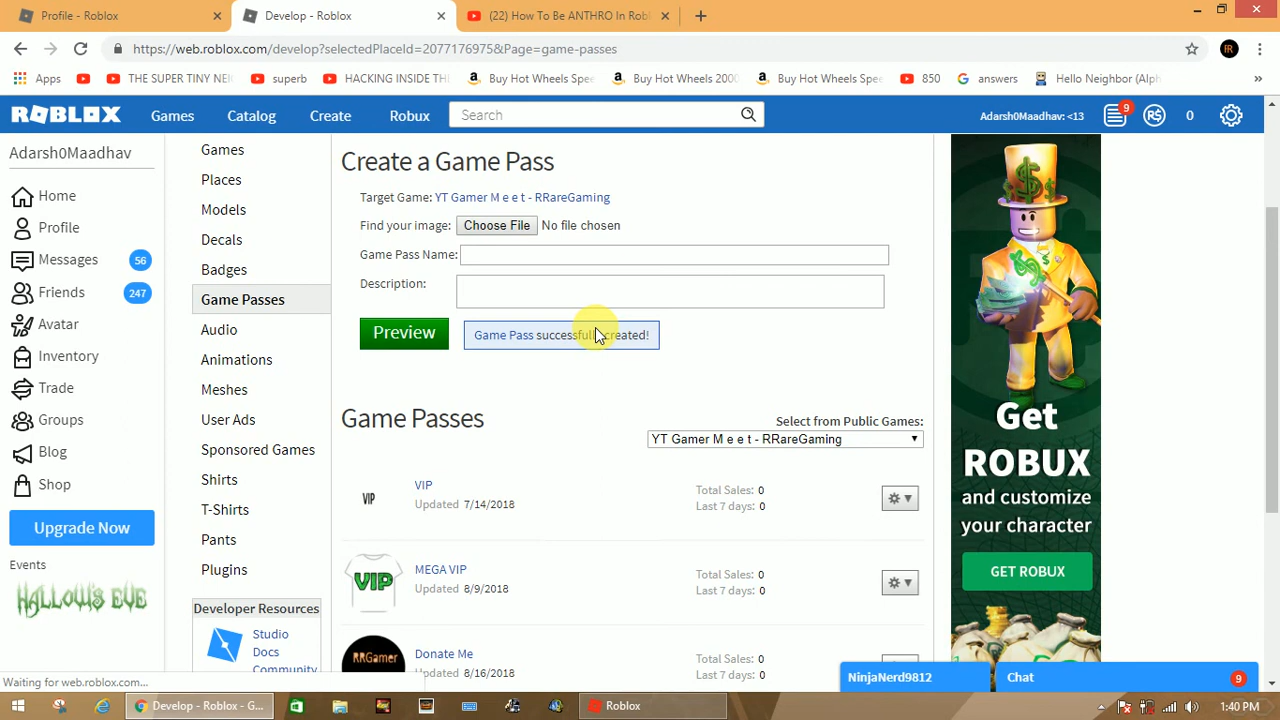 Profile - Roblox
Develop - Roblox
(22) How To Be ANTHRO In Rob
https://web.roblox.com/develop?selectedPlaceId=2077176975&Page=game-passes
Apps
THE SUPER TINY NEI
superb
HACKING INSIDE TH
Buy Hot Wheels Spe
Buy Hot Wheels
Buy Hot Wheels Spe
850
answers
Hello Neighbor (Alph
ROBLOX
Games
Catalog
Create
Robux
Search
Adarsh0Maadhav: <13
9
R$
0
Adarsh0Maadhav
Home
Profile
Messages 56
Friends 247
Avatar
Inventory
Trade
Groups
Blog
Shop
Upgrade Now
Events
HALLOW'S EVE
Games
Places
Models
Decals
Badges
Game Passes
Audio
Animations
Meshes
User Ads
Sponsored Games
Shirts
T-Shirts
Pants
Plugins
Developer Resources
Studio
Docs
Community
Create a Game Pass
Target Game: YT Gamer M e e t - RRareGaming
Find your image: Choose File No file chosen
Game Pass Name:
Description:
Preview
Game Pass successfully created!
Game Passes
Select from Public Games:
YT Gamer M e e t - RRareGaming
VIP
VIP
Updated 7/14/2018
Total Sales: 0
Last 7 days: 0
VIP
MEGA VIP
Updated 8/9/2018
Total Sales: 0
Last 7 days: 0
RRGamer
Donate Me
Updated 8/16/2018
Total Sales: 0
Last 7 days: 0
Get
ROBUX
and customize
your character
GET ROBUX
Waiting for web.roblox.com...
NinjaNerd9812
Chat
9
Develop - Roblox - G...
Roblox
1:40 PM